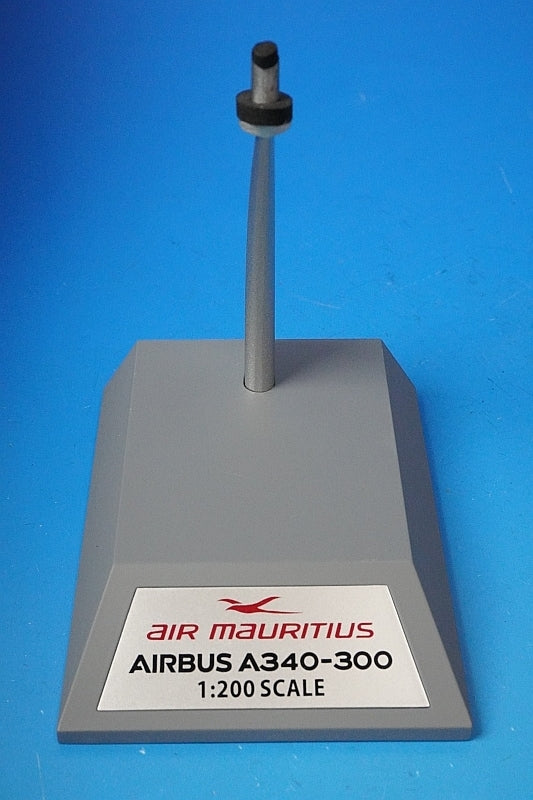 aiR mauRiTiUS
AIRBUS A340-300
1:200 SCALE